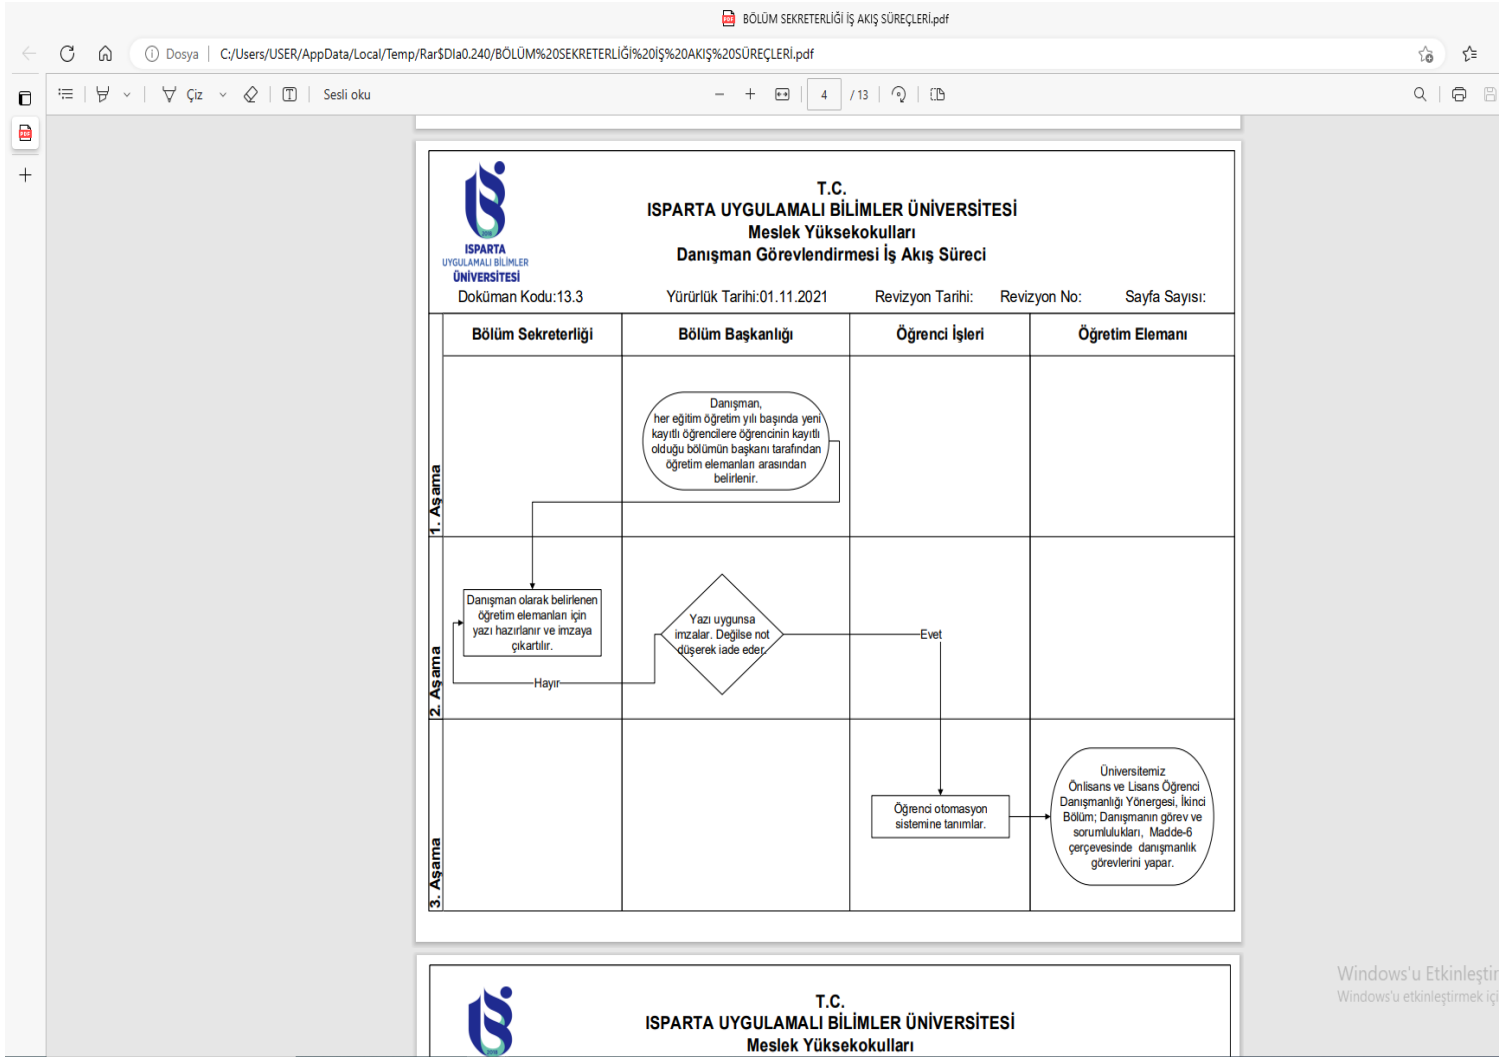 BÖLÜM SEKRETERLİĞİ İŞ AKIŞ SÜREÇLERİ.pdf
Dosya
C:/Users/USER/AppData/Local/Temp/Rar$DIa0.240/BÖLÜM%20SEKRETERLİĞİ%20İŞ%20AKIŞ%20SÜREÇLERİ.pdf
Çiz
Sesli oku
4 / 13
ISPARTA
UYGULAMALI BİLİMLER
ÜNİVERSİTESİ
T.C.
ISPARTA UYGULAMALI BİLİMLER ÜNİVERSİTESİ
Meslek Yüksekokulları
Danışman Görevlendirmesi İş Akış Süreci
Doküman Kodu:13.3 Yürürlük Tarihi:01.11.2021 Revizyon Tarihi: Revizyon No: Sayfa Sayısı:
Bölüm Sekreterliği Bölüm Başkanlığı Öğrenci İşleri Öğretim Elemanı
1. Aşama
Danışman,
her eğitim öğretim yılı başında yeni
kayıtlı öğrencilere öğrencinin kayıtlı
olduğu bölümün başkanı tarafından
öğretim elemanları arasından
belirlenir.
2. Aşama
Danışman olarak belirlenen
öğretim elemanları için
yazı hazırlanır ve imzaya
çıkartılır.
Yazı uygunsa
imzalar. Değilse not
düşerek iade eder.
Evet
Hayır
3. Aşama
Öğrenci otomasyon
sistemine tanımlar.
Üniversitemiz
Önlisans ve Lisans Öğrenci
Danışmanlığı Yönergesi, İkinci
Bölüm; Danışmanın görev ve
sorumlulukları, Madde-6
çerçevesinde danışmanlık
görevlerini yapar.
T.C.
ISPARTA UYGULAMALI BİLİMLER ÜNİVERSİTESİ
Meslek Yüksekokulları
Windows'u Etkinleştir
Windows'u etkinleştirmek içi